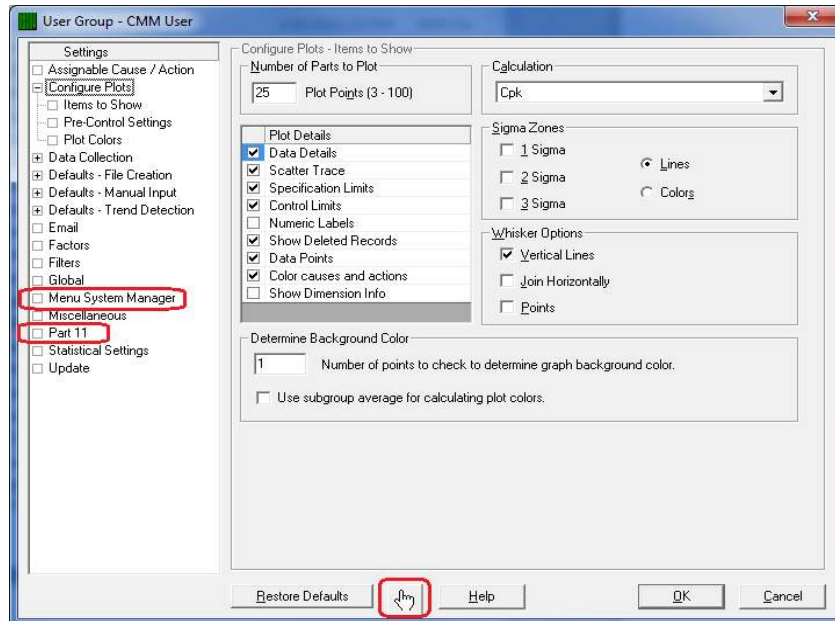 User Group - CMM User
Settings
Assignable Cause / Action
Configure Plots
Items to Show
Pre-Control Settings
Plot Colors
Data Collection
Defaults - File Creation
Defaults - Manual Input
Defaults - Trend Detection
Email
Factors
Filters
Global
Menu System Manager
Miscellaneous
Part 11
Statistical Settings
Update
Configure Plots - Items to Show
Number of Parts to Plot
25 Plot Points (3 - 100)
Plot Details
Data Details
Scatter Trace
Specification Limits
Control Limits
Numeric Labels
Show Deleted Records
Data Points
Color causes and actions
Show Dimension Info
Calculation
Cpk
Sigma Zones
1 Sigma
2 Sigma
3 Sigma
Lines
Colors
Whisker Options
Vertical Lines
Join Horizontally
Points
Determine Background Color
1 Number of points to check to determine graph background color.
Use subgroup average for calculating plot colors.
Restore Defaults
Help
OK
Cancel